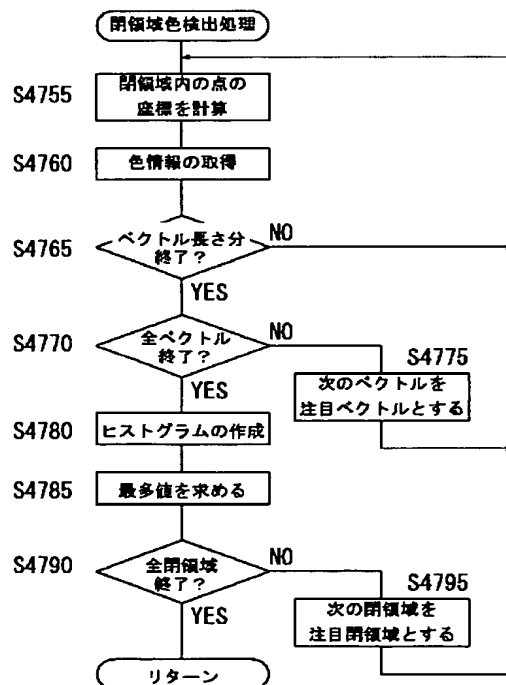 閉領域色検出処理
S4755
閉領域内の点の
座標を計算
S4760
色情報の取得
S4765
ベクトル長さ分
終了？
NO
YES
S4770
全ベクトル
終了？
NO
S4775
次のベクトルを
注目ベクトルとする
YES
S4780
ヒストグラムの作成
S4785
最多値を求める
S4790
全閉領域
終了？
NO
S4795
次の閉領域を
注目閉領域とする
YES
リターン